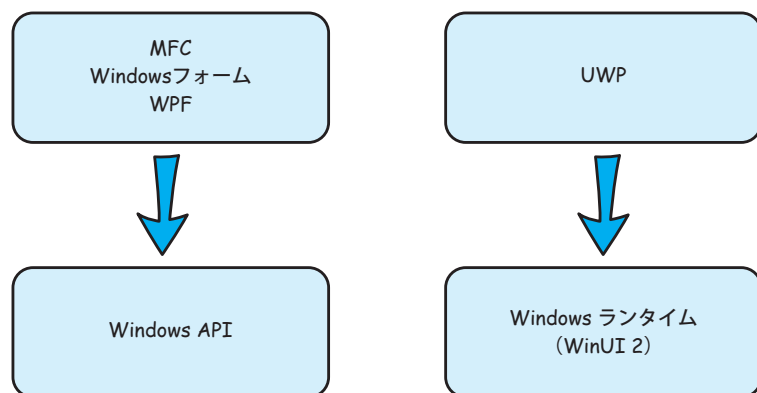 MFC
Windowsフォーム
WPF
UWP
Windows API
Windows ランタイム
（WinUI 2）